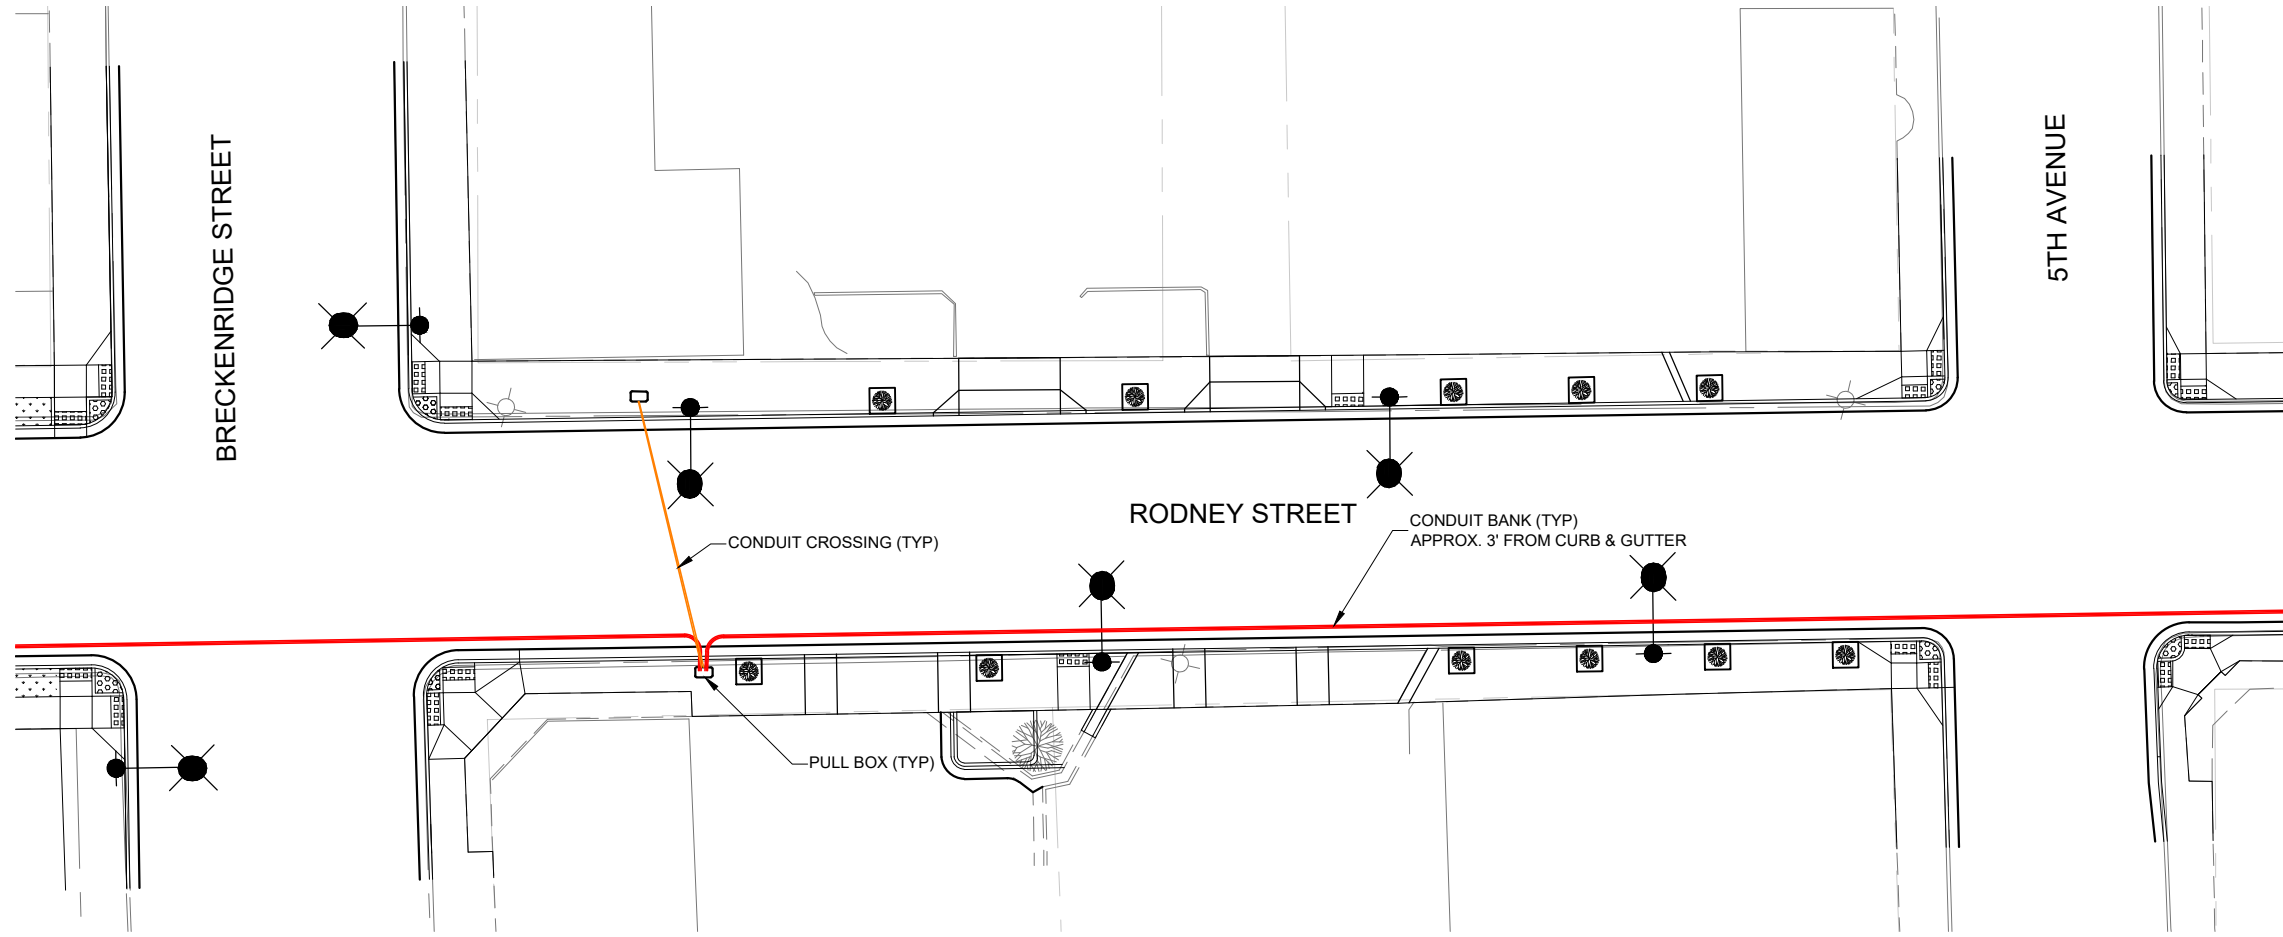 BRECKENRIDGE STREET
5TH AVENUE
RODNEY STREET
CONDUIT BANK (TYP)
APPROX. 3' FROM CURB & GUTTER
CONDUIT CROSSING (TYP)
PULL BOX (TYP)